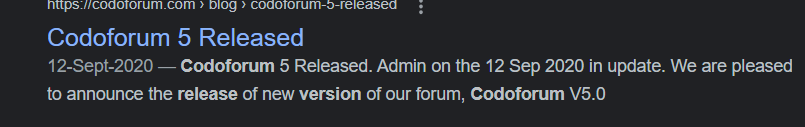 https://codoforum.com › blog › codoforum-5-released
Codoforum 5 Released
12-Sept-2020 — Codoforum 5 Released. Admin on the 12 Sep 2020 in update. We are pleased
to announce the release of new version of our forum, Codoforum V5.0